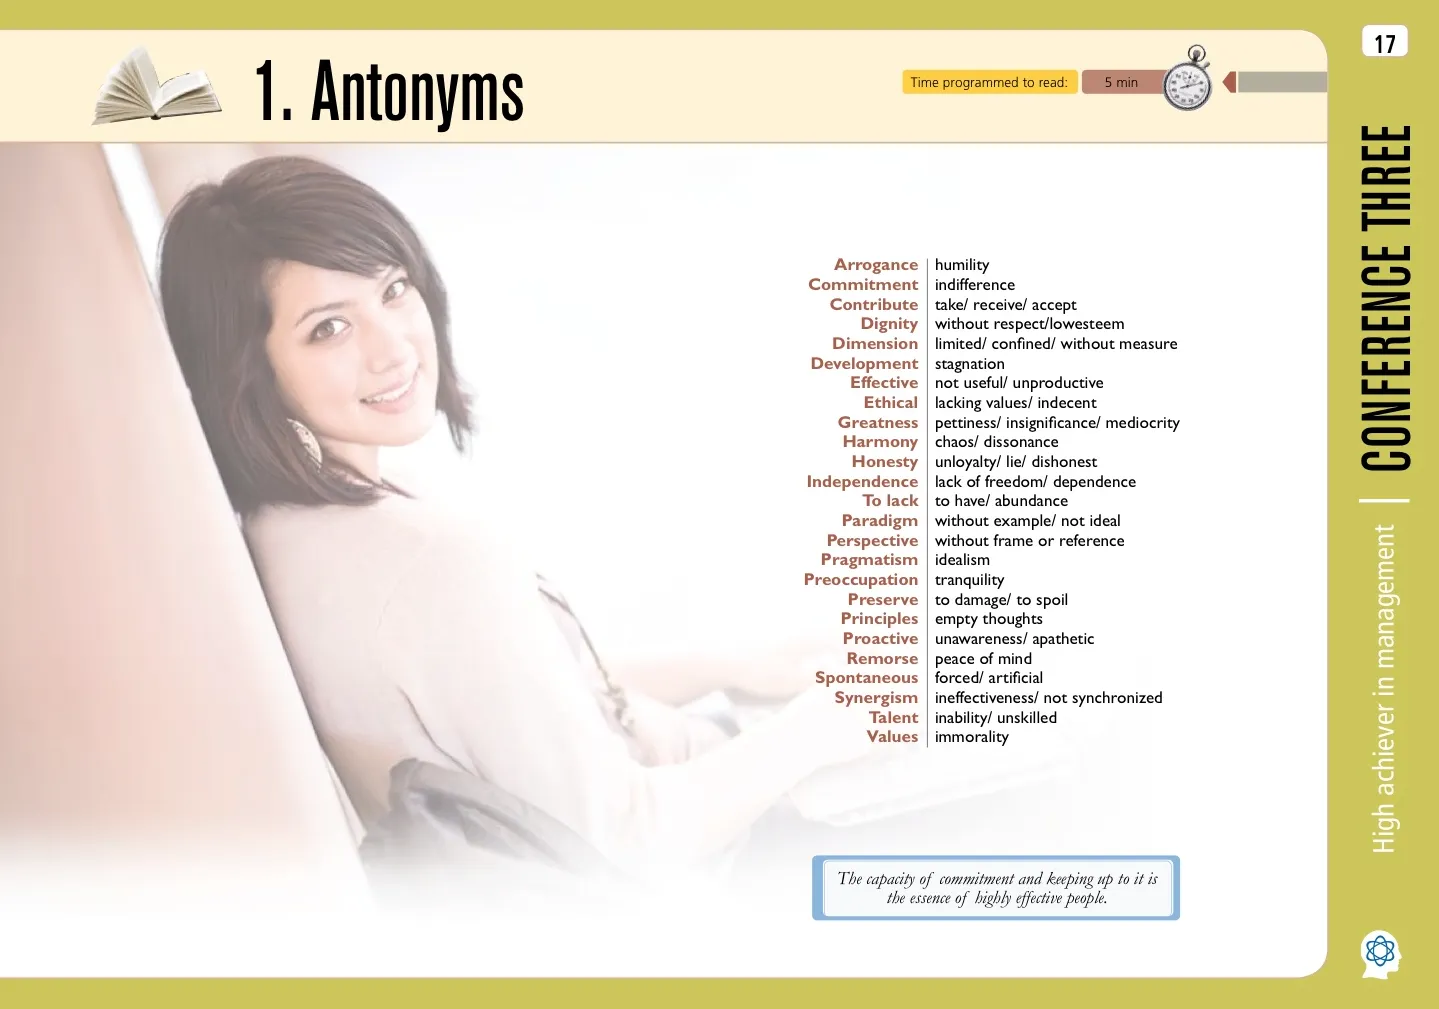 1. Antonyms
Time programmed to read:
5 min
17
CONFERENCE THREE
High achiever in management
Arrogance humility
Commitment indifference
Contribute take/ receive/ accept
Dignity without respect/lowesteem
Dimension limited/ confined/ without measure
Development stagnation
Effective not useful/ unproductive
Ethical lacking values/ indecent
Greatness pettiness/ insignificance/ mediocrity
Harmony chaos/ dissonance
Honesty unloyalty/ lie/ dishonest
Independence lack of freedom/ dependence
To lack to have/ abundance
Paradigm without example/ not ideal
Perspective without frame or reference
Pragmatism idealism
Preoccupation tranquility
Preserve to damage/ to spoil
Principles empty thoughts
Proactive unawareness/ apathetic
Remorse peace of mind
Spontaneous forced/ artificial
Synergism ineffectiveness/ not synchronized
Talent inability/ unskilled
Values immorality
The capacity of commitment and keeping up to it is
the essence of highly effective people.